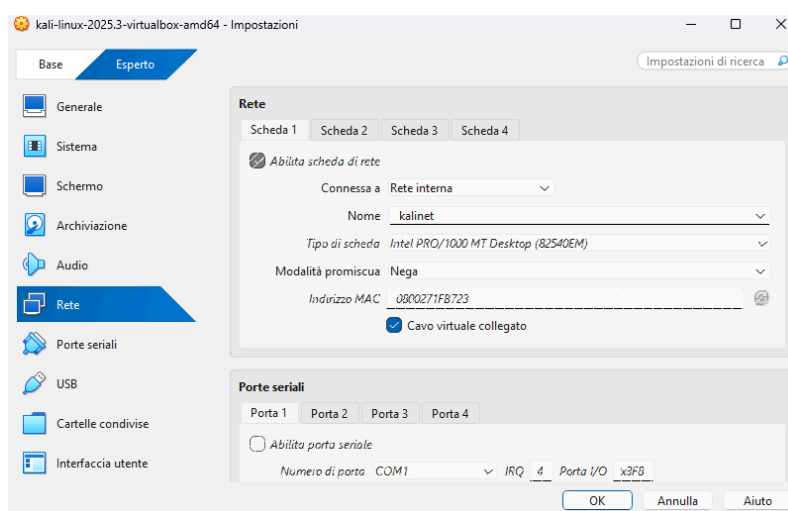 kali-linux-2025.3-virtualbox-amd64 - Impostazioni
Base Esperto
Impostazioni di ricerca
Generale
Sistema
Schermo
Archiviazione
Audio
Rete
Porte seriali
USB
Cartelle condivise
Interfaccia utente
Rete
Scheda 1 Scheda 2 Scheda 3 Scheda 4
Abilita scheda di rete
Connessa a Rete interna
Nome kalinet
Tipo di scheda Intel PRO/1000 MT Desktop (82540EM)
Modalità promiscua Nega
Indirizzo MAC 0800271FB723
Cavo virtuale collegato
Porte seriali
Porta 1 Porta 2 Porta 3 Porta 4
Abilita porta seriale
Numero di porta COM1 IRQ 4 Porta I/O x3F8
OK Annulla Aiuto